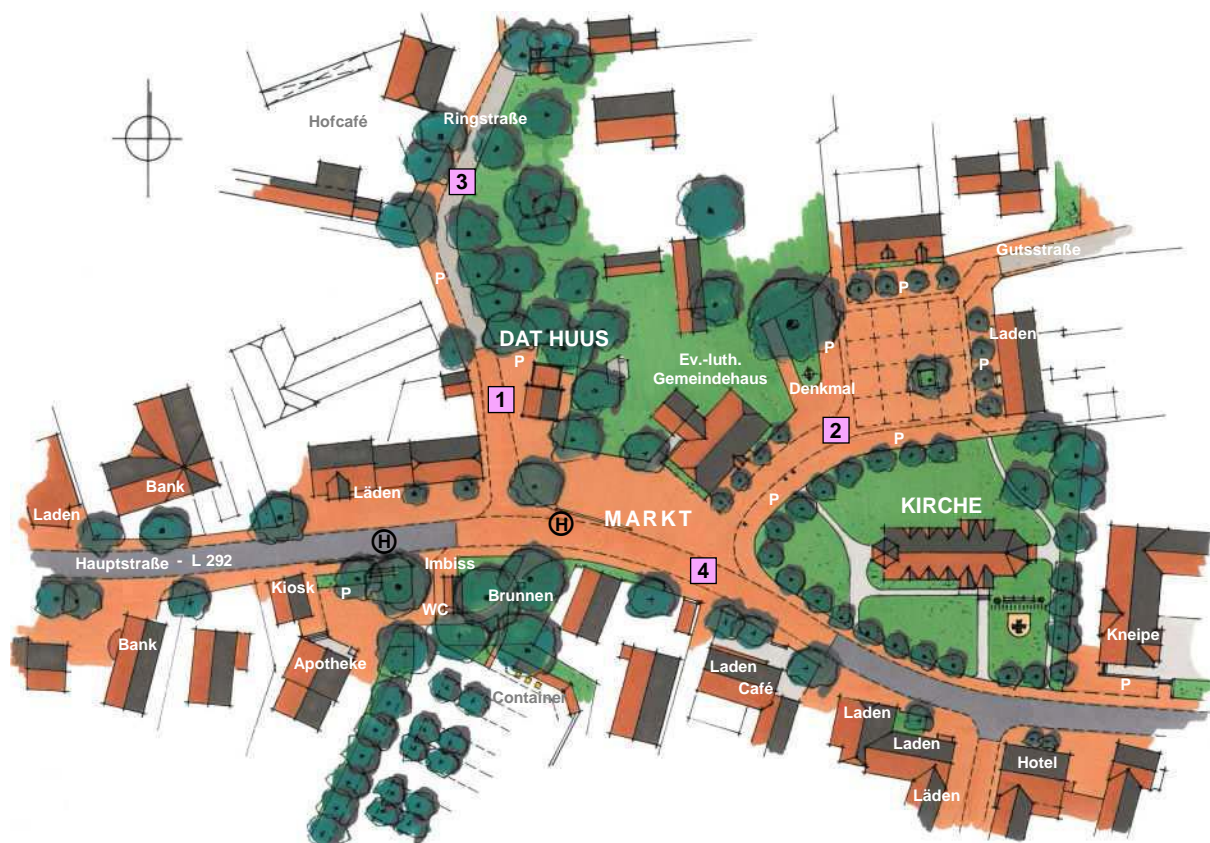 Hofcafé
Ringstraße
3
Gutsstraße
P
P
DAT HUUS
P
Laden
P
P
Ev.-luth.
Gemeindehaus
Denkmal
1
2
P
Bank
Läden
P
KIRCHE
Laden
MARKT
H
H
Hauptstraße - L 292
Imbiss
4
Kiosk
P
WC
Brunnen
Bank
Apotheke
Kneipe
Laden
Café
Container
P
Laden
Laden
Hotel
Läden